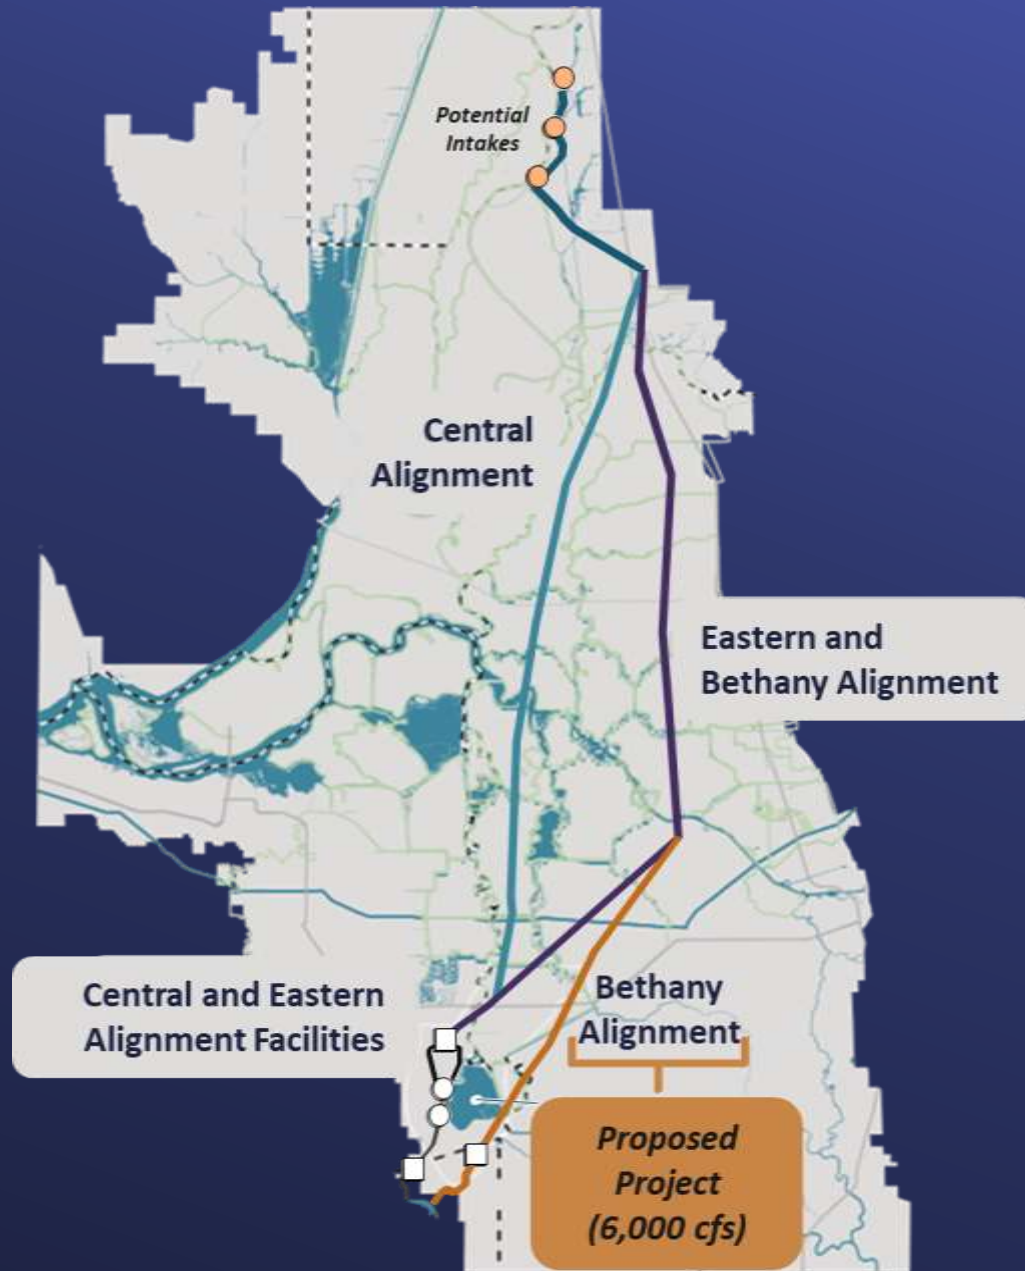 Potential
Intakes
Central
Alignment
Eastern and
Bethany Alignment
Central and Eastern
Alignment Facilities
Bethany
Alignment
Proposed
Project
(6,000 cfs)